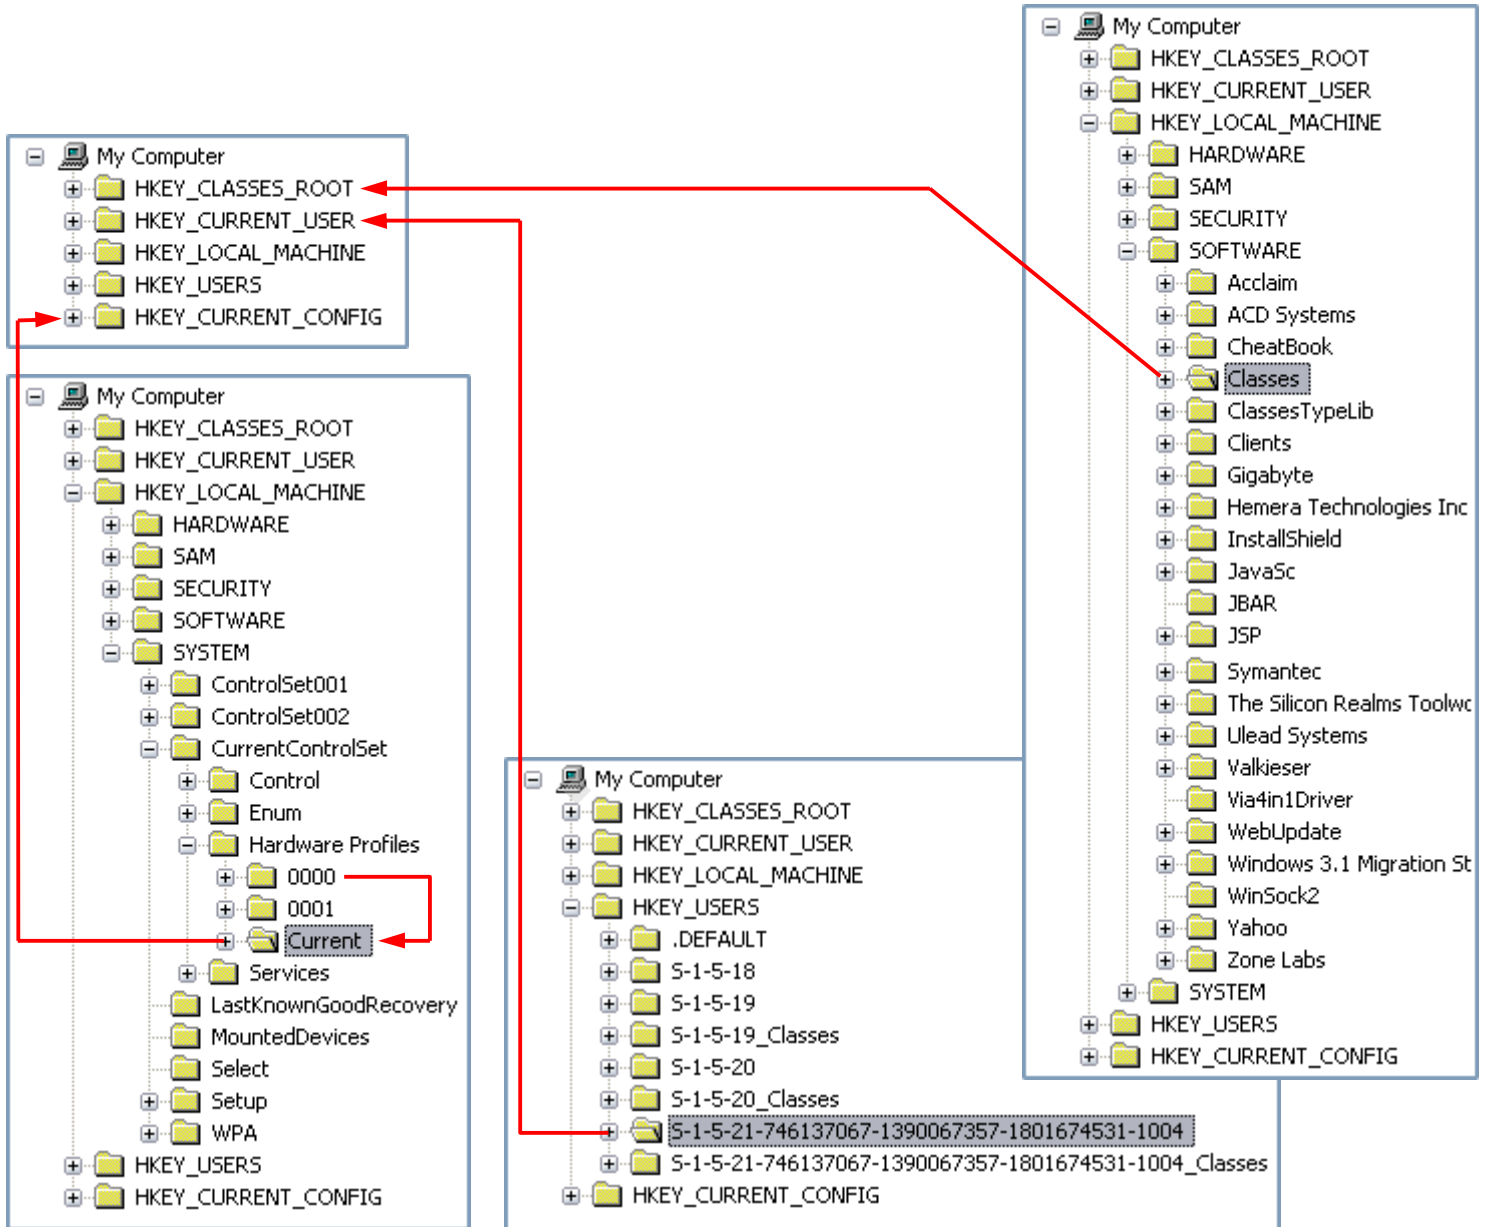 My Computer
HKEY_CLASSES_ROOT
HKEY_CURRENT_USER
HKEY_LOCAL_MACHINE
HKEY_USERS
HKEY_CURRENT_CONFIG
My Computer
HKEY_CLASSES_ROOT
HKEY_CURRENT_USER
HKEY_LOCAL_MACHINE
HARDWARE
SAM
SECURITY
SOFTWARE
SYSTEM
ControlSet001
ControlSet002
CurrentControlSet
Control
Enum
Hardware Profiles
0000
0001
Current
Services
LastKnownGoodRecovery
MountedDevices
Select
Setup
WPA
HKEY_USERS
HKEY_CURRENT_CONFIG
My Computer
HKEY_CLASSES_ROOT
HKEY_CURRENT_USER
HKEY_LOCAL_MACHINE
HKEY_USERS
.DEFAULT
S-1-5-18
S-1-5-19
S-1-5-19_Classes
S-1-5-20
S-1-5-20_Classes
S-1-5-21-746137067-1390067357-1801674531-1004
S-1-5-21-746137067-1390067357-1801674531-1004_Classes
HKEY_CURRENT_CONFIG
My Computer
HKEY_CLASSES_ROOT
HKEY_CURRENT_USER
HKEY_LOCAL_MACHINE
HARDWARE
SAM
SECURITY
SOFTWARE
Acclaim
ACD Systems
CheatBook
Classes
ClassesTypeLib
Clients
Gigabyte
Hemera Technologies Inc
InstallShield
JavaSc
JBAR
JSP
Symantec
The Silicon Realms Toolwo
Ulead Systems
Valkieser
Via4in1Driver
WebUpdate
Windows 3.1 Migration St
WinSock2
Yahoo
Zone Labs
SYSTEM
HKEY_USERS
HKEY_CURRENT_CONFIG